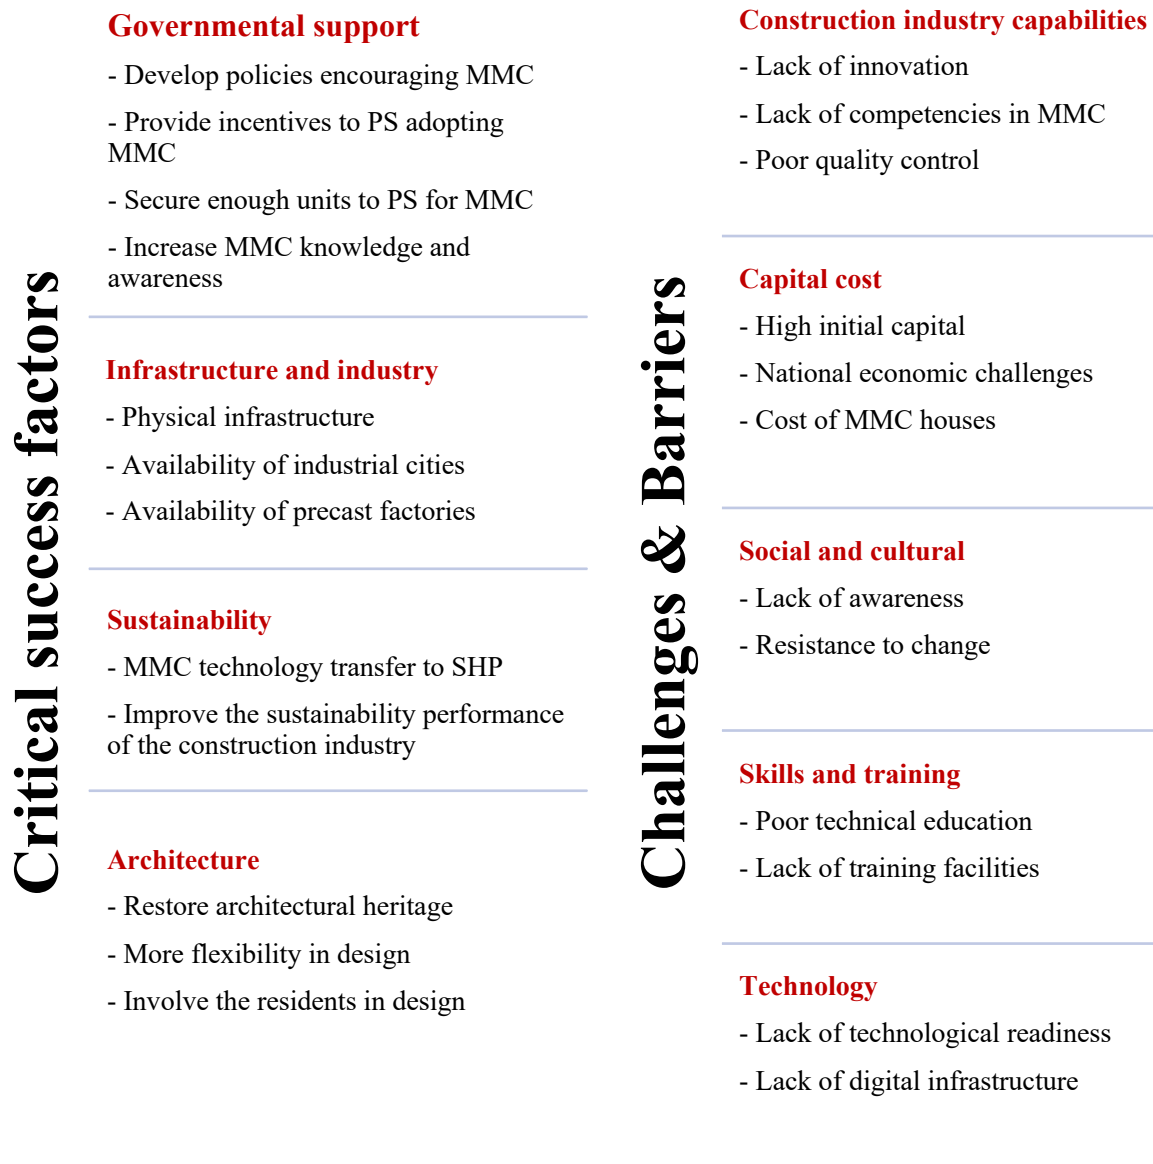 Critical success factors
Governmental support
- Develop policies encouraging MMC
- Provide incentives to PS adopting
MMC
- Secure enough units to PS for MMC
- Increase MMC knowledge and
awareness
Infrastructure and industry
- Physical infrastructure
- Availability of industrial cities
- Availability of precast factories
Sustainability
- MMC technology transfer to SHP
- Improve the sustainability performance
of the construction industry
Architecture
- Restore architectural heritage
- More flexibility in design
- Involve the residents in design
Challenges & Barriers
Construction industry capabilities
- Lack of innovation
- Lack of competencies in MMC
- Poor quality control
Capital cost
- High initial capital
- National economic challenges
- Cost of MMC houses
Social and cultural
- Lack of awareness
- Resistance to change
Skills and training
- Poor technical education
- Lack of training facilities
Technology
- Lack of technological readiness
- Lack of digital infrastructure